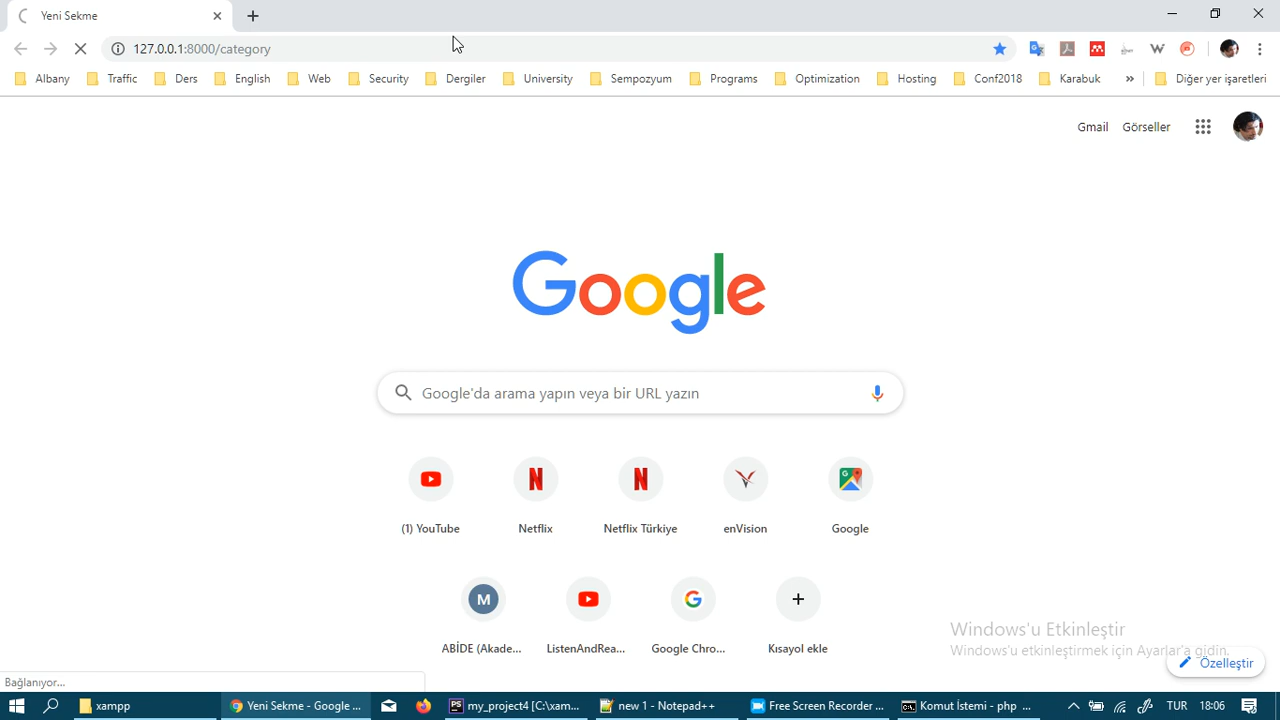 Yeni Sekme
127.0.0.1:8000/category
Albany Traffic Ders English Web Security Dergiler University Sempozyum Programs Optimization Hosting Conf2018 Karabuk » Diğer yer işaretleri
Gmail Görseller
Google
Google'da arama yapın veya bir URL yazın
(1) YouTube Netflix Netflix Türkiye enVision Google
M
ABİDE (Akade... ListenAndRea... Google Chro... Kısayol ekle
Windows'u Etkinleştir
Windows'u etkinleştirmek için Ayarlar'a gidin.
Özelleştir
Bağlanıyor...
xampp Yeni Sekme - Google ... my_project4 [C:\xam... new 1 - Notepad++ Free Screen Recorder ... Komut İstemi - php ... TUR 18:06